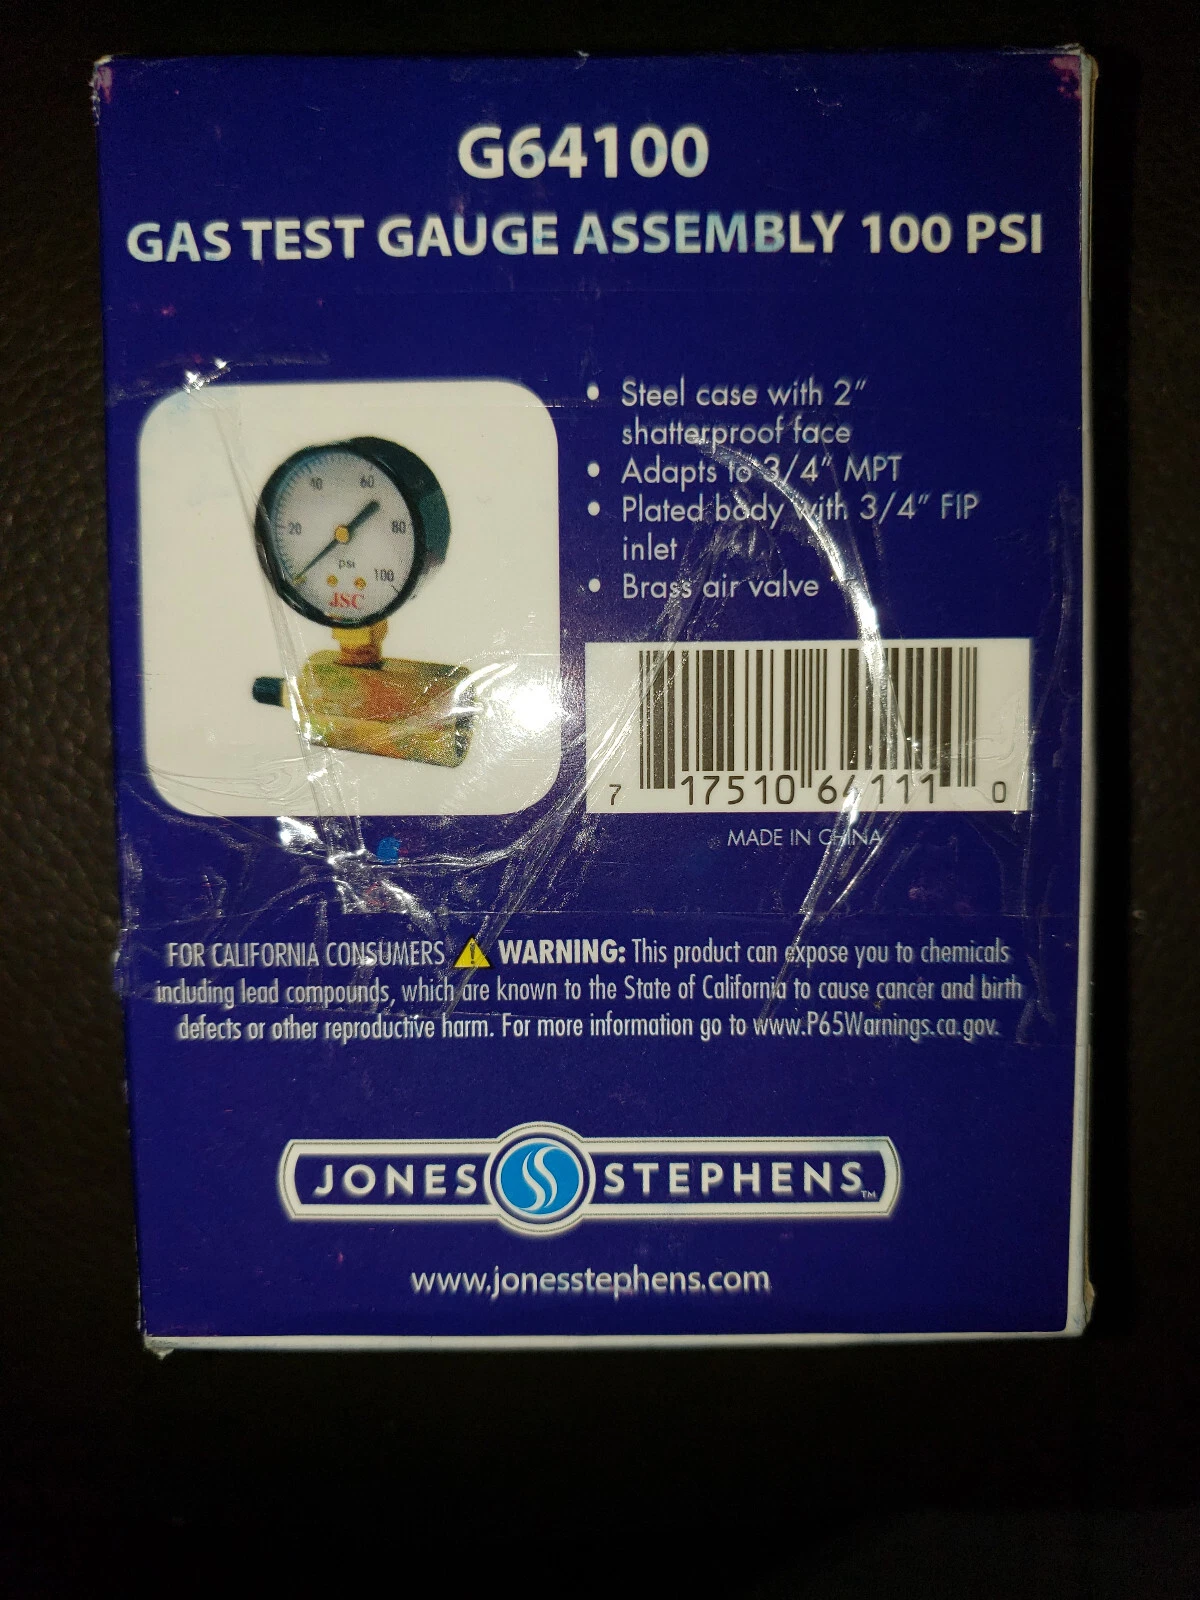 G64100
GAS TEST GAUGE ASSEMBLY 100 PSI
• Steel case with 2”
shatterproof face
• Adapts to 3/4” MPT
• Plated body with 3/4” FIP
inlet
• Brass air valve
20
40
60
80
100
psi
JSC
7 17510 64111 0
MADE IN CHINA
FOR CALIFORNIA CONSUMERS WARNING: This product can expose you to chemicals
including lead compounds, which are known to the State of California to cause cancer and birth
defects or other reproductive harm. For more information go to www.P65Warnings.ca.gov.
JONES STEPHENS™
www.jonesstephens.com